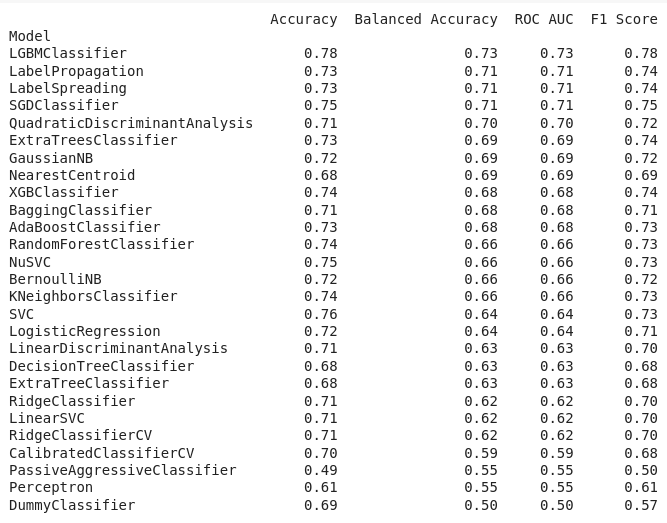 Accuracy Balanced Accuracy ROC AUC F1 Score
Model
LGBMClassifier 0.78 0.73 0.73 0.78
LabelPropagation 0.73 0.71 0.71 0.74
LabelSpreading 0.73 0.71 0.71 0.74
SGDClassifier 0.75 0.71 0.71 0.75
QuadraticDiscriminantAnalysis 0.71 0.70 0.70 0.72
ExtraTreesClassifier 0.73 0.69 0.69 0.74
GaussianNB 0.72 0.69 0.69 0.72
NearestCentroid 0.68 0.69 0.69 0.69
XGBClassifier 0.74 0.68 0.68 0.74
BaggingClassifier 0.71 0.68 0.68 0.71
AdaBoostClassifier 0.73 0.68 0.68 0.73
RandomForestClassifier 0.74 0.66 0.66 0.73
NuSVC 0.75 0.66 0.66 0.73
BernoulliNB 0.72 0.66 0.66 0.72
KNeighborsClassifier 0.74 0.66 0.66 0.73
SVC 0.76 0.64 0.64 0.73
LogisticRegression 0.72 0.64 0.64 0.71
LinearDiscriminantAnalysis 0.71 0.63 0.63 0.70
DecisionTreeClassifier 0.68 0.63 0.63 0.68
ExtraTreeClassifier 0.68 0.63 0.63 0.68
RidgeClassifier 0.71 0.62 0.62 0.70
LinearSVC 0.71 0.62 0.62 0.70
RidgeClassifierCV 0.71 0.62 0.62 0.70
CalibratedClassifierCV 0.70 0.59 0.59 0.68
PassiveAggressiveClassifier 0.49 0.55 0.55 0.50
Perceptron 0.61 0.55 0.55 0.61
DummyClassifier 0.69 0.50 0.50 0.57